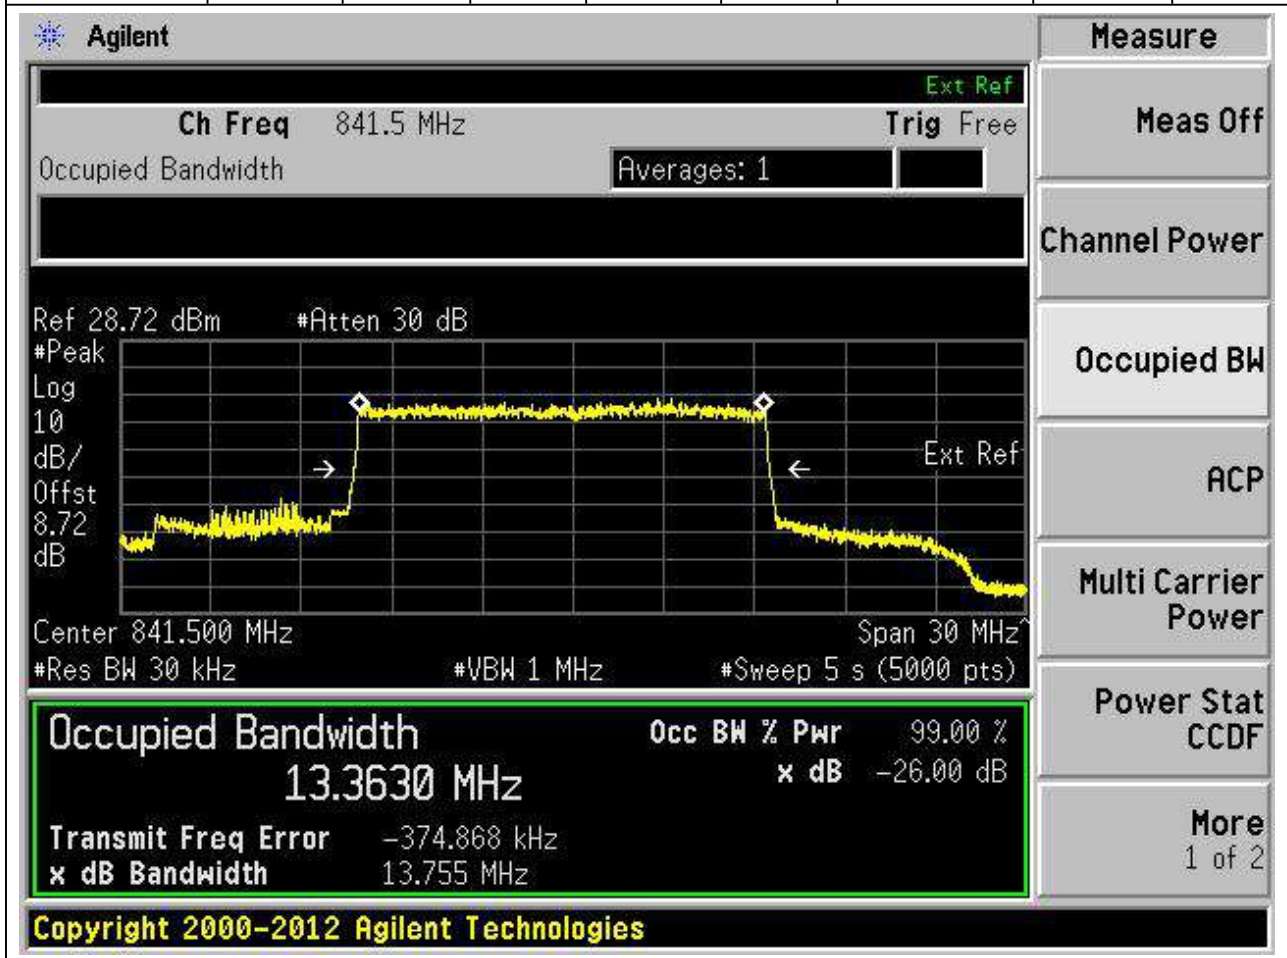 Agilent
Measure
Ext Ref
Ch Freq 841.5 MHz Trig Free
Meas Off
Occupied Bandwidth Averages: 1
Channel Power
Ref 28.72 dBm #Atten 30 dB
#Peak
Log
10
dB/
Offst
8.72
dB
Ext Ref
Occupied BW
ACP
Center 841.500 MHz Span 30 MHz^
#Res BW 30 kHz #VBW 1 MHz #Sweep 5 s (5000 pts)
Multi Carrier
Power
Occupied Bandwidth Occ BW % Pwr 99.00 %
13.3630 MHz x dB -26.00 dB
Transmit Freq Error -374.868 kHz
x dB Bandwidth 13.755 MHz
Power Stat
CCDF
More
1 of 2
Copyright 2000-2012 Agilent Technologies